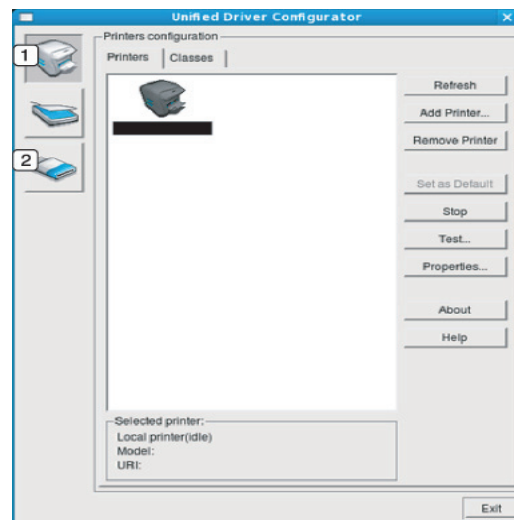 Unified Driver Configurator
Printers configuration
1
Printers Classes
Refresh
Add Printer...
Remove Printer
2
Set as Default
Stop
Test...
Properties...
About
Help
Selected printer:
Local printer(idle)
Model:
URI:
Exit